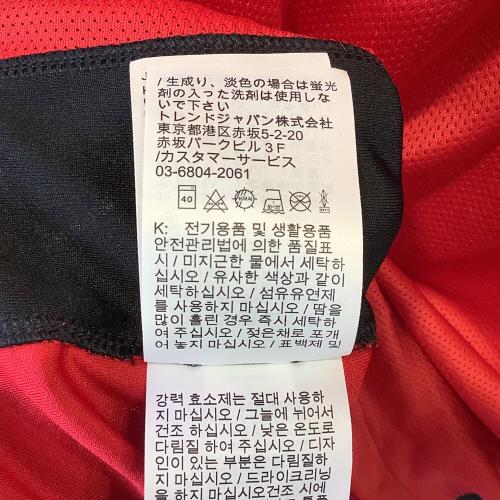 / 生成り、淡色の場合は蛍光
剤の入った洗剤は使用しな
いで下さい
トレンドジャパン株式会社
東京都港区赤坂5-2-20
赤坂パークビル３F
/カスタマーサービス
03-6804-2061
40
K: 전기용품 및 생활용품
안전관리법에 의한 품질표
시 / 미지근한 물에서 세탁하
십시오 / 유사한 색상과 같이
세탁하십시오 / 섬유유연제
를 사용하지 마십시오 / 땀을
많이 흘린 경우 즉시 세탁하
여 주십시오 / 젖은채로 포개
어 놓지 마십시오 / 표백제 및
강력 효소제는 절대 사용하
지 마십시오 / 그늘에 뉘어서
건조 하십시오 / 낮은 온도로
다림질 하여 주십시오 / 디자
인이 있는 부분은 다림질하
지 마십시오 / 드라이크리닝
을 하지 마십시오건조 시에